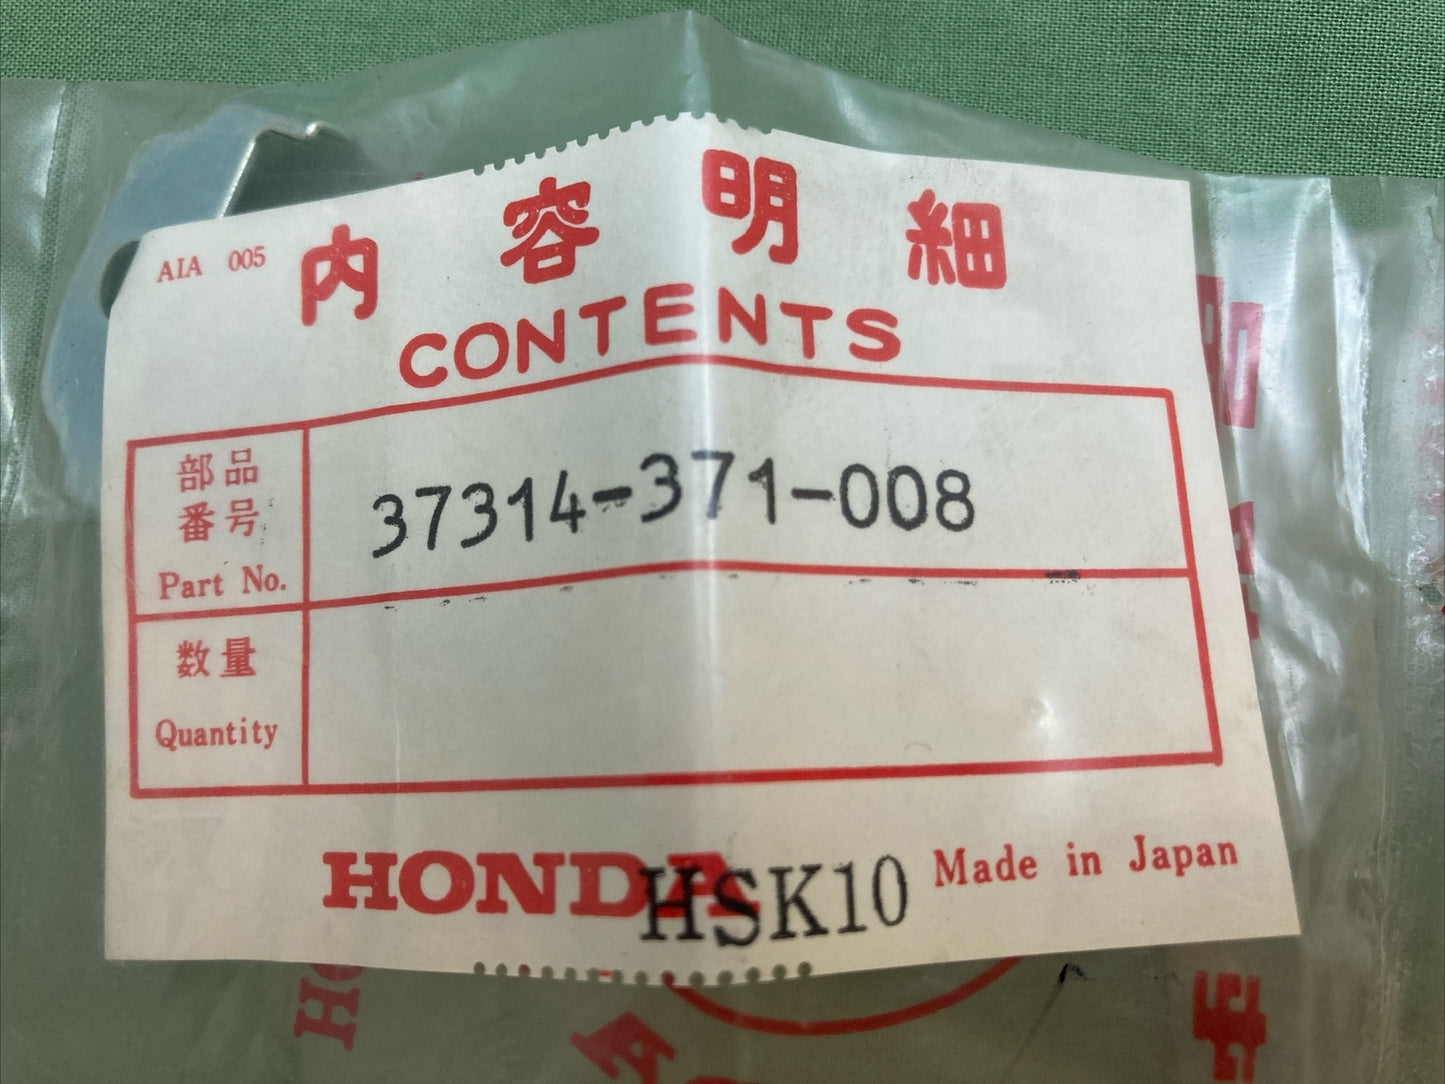 AIA 005
内容明細
CONTENTS
部品
番号
Part No.
37314-371-008
数量
Quantity
HONDA
HSK10
Made in Japan